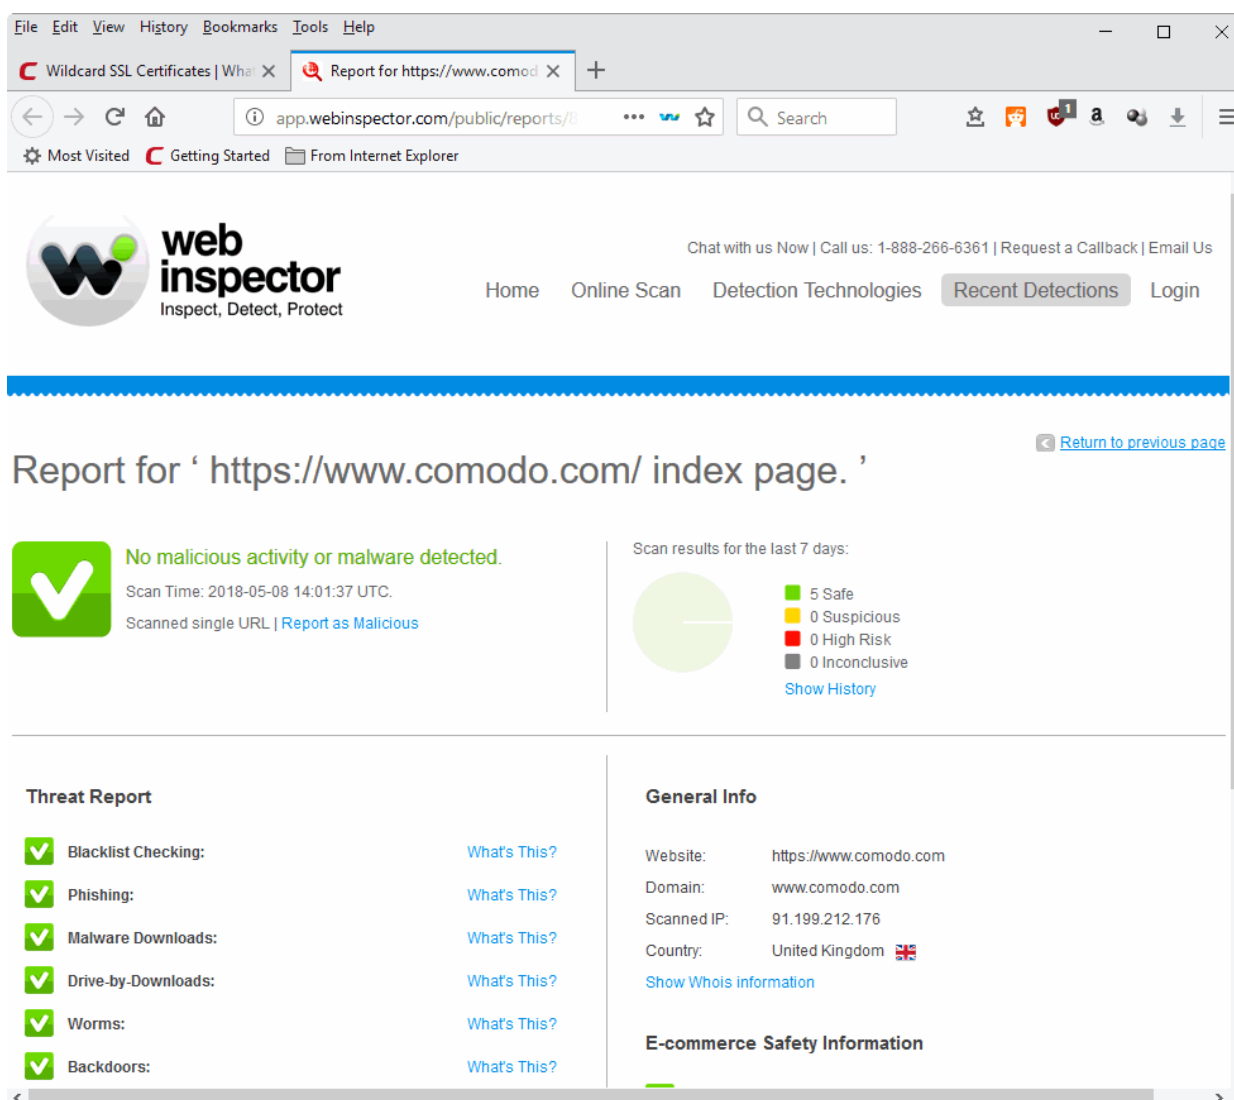 File Edit View History Bookmarks Tools Help
Wildcard SSL Certificates | Wha
Report for https://www.comod
app.webinspector.com/public/reports/8
Search
1
Most Visited Getting Started From Internet Explorer
web
inspector
Inspect, Detect, Protect
Chat with us Now | Call us: 1-888-266-6361 | Request a Callback | Email Us
Home Online Scan Detection Technologies Recent Detections Login
Return to previous page
Report for ‘ https://www.comodo.com/ index page. ’
No malicious activity or malware detected.
Scan Time: 2018-05-08 14:01:37 UTC.
Scanned single URL | Report as Malicious
Scan results for the last 7 days:
5 Safe
0 Suspicious
0 High Risk
0 Inconclusive
Show History
Threat Report
Blacklist Checking: What's This?
Phishing: What's This?
Malware Downloads: What's This?
Drive-by-Downloads: What's This?
Worms: What's This?
Backdoors: What's This?
General Info
Website: https://www.comodo.com
Domain: www.comodo.com
Scanned IP: 91.199.212.176
Country: United Kingdom
Show Whois information
E-commerce Safety Information